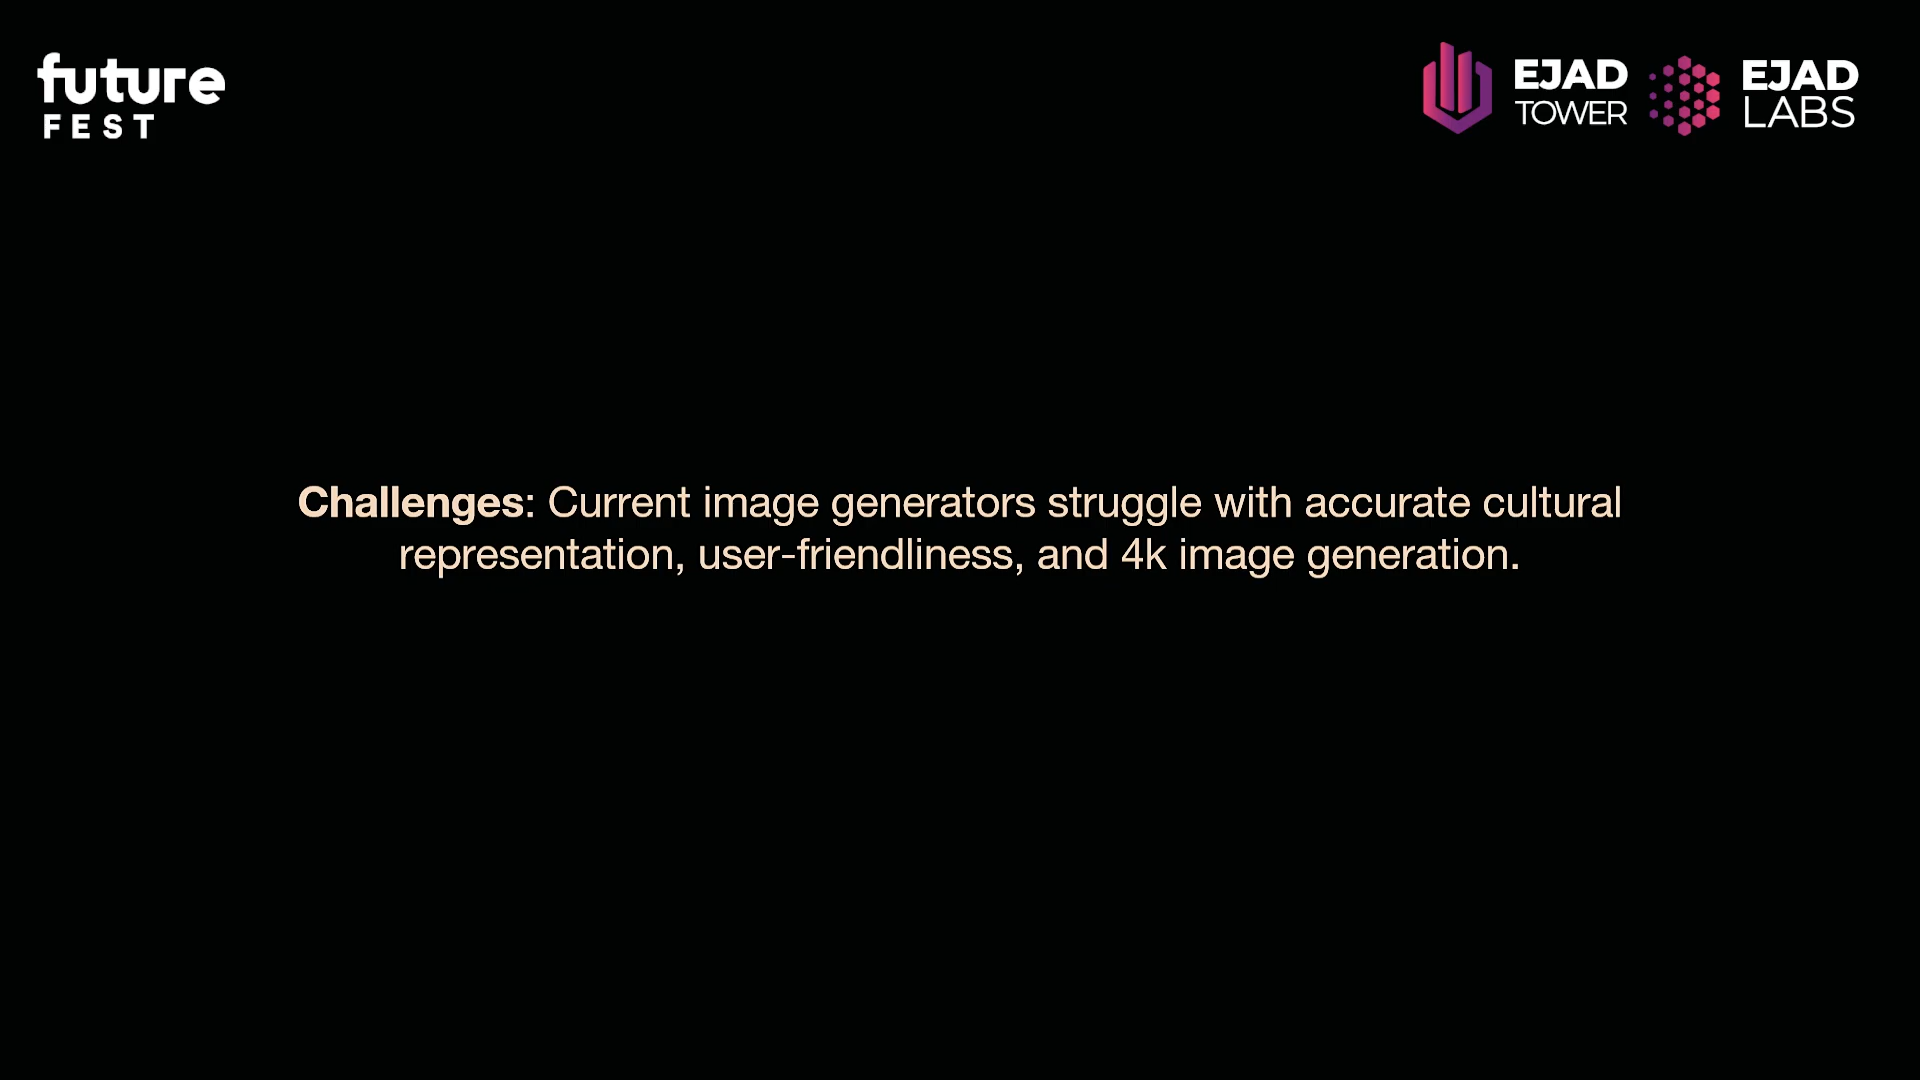 future
FEST
EJAD
TOWER
EJAD
LABS
Challenges: Current image generators struggle with accurate cultural
representation, user-friendliness, and 4k image generation.